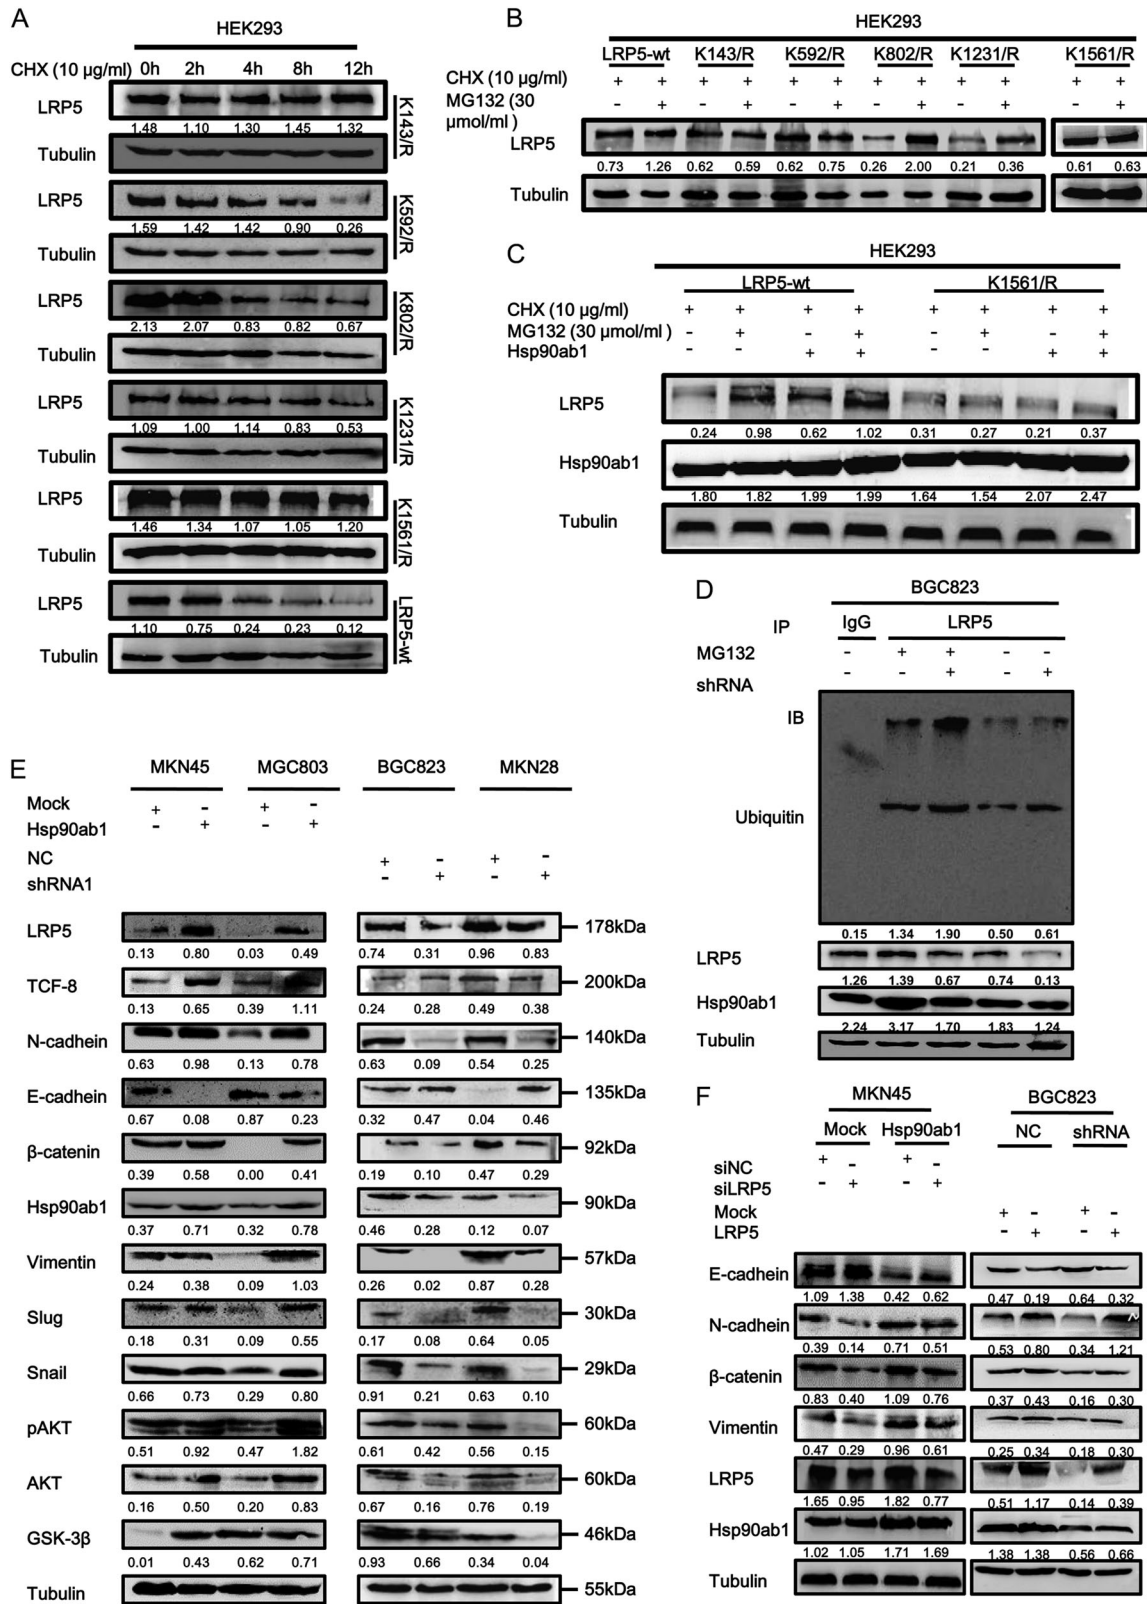 A
HEK293
CHX (10 µg/ml) 0h 2h 4h 8h 12h
LRP5
1.48 1.10 1.30 1.45 1.32
Tubulin
K143/R
LRP5
1.59 1.42 1.42 0.90 0.26
Tubulin
K592/R
LRP5
2.13 2.07 0.83 0.82 0.67
Tubulin
K802/R
LRP5
1.09 1.00 1.14 0.83 0.53
Tubulin
K1231/R
LRP5
1.46 1.34 1.07 1.05 1.20
Tubulin
K1561/R
LRP5
1.10 0.75 0.24 0.23 0.12
Tubulin
LRP5-wt
B
HEK293
LRP5-wt K143/R K592/R K802/R K1231/R K1561/R
CHX (10 µg/ml) + + + + + + + + + + + +
MG132 (30 - + - + - + - + - + - +
µmol/ml )
LRP5
0.73 1.26 0.62 0.59 0.62 0.75 0.26 2.00 0.21 0.36 0.61 0.63
Tubulin
C
HEK293
LRP5-wt K1561/R
CHX (10 µg/ml) + + + + + + + +
MG132 (30 µmol/ml ) - + - + - + - +
Hsp90ab1 - - + + - - + +
LRP5
0.24 0.98 0.62 1.02 0.31 0.27 0.21 0.37
Hsp90ab1
1.80 1.82 1.99 1.99 1.64 1.54 2.07 2.47
Tubulin
D
BGC823
IP IgG LRP5
MG132 - + + - -
shRNA - - + - +
IB
Ubiquitin
0.15 1.34 1.90 0.50 0.61
LRP5
1.26 1.39 0.67 0.74 0.13
Hsp90ab1
2.24 3.17 1.70 1.83 1.24
Tubulin
E
MKN45 MGC803 BGC823 MKN28
Mock + - + -
Hsp90ab1 - + - +
NC + - + -
shRNA1 - + - +
LRP5 178kDa
0.13 0.80 0.03 0.49 0.74 0.31 0.96 0.83
TCF-8 200kDa
0.13 0.65 0.39 1.11 0.24 0.28 0.49 0.38
N-cadhein 140kDa
0.63 0.98 0.13 0.78 0.63 0.09 0.54 0.25
E-cadhein 135kDa
0.67 0.08 0.87 0.23 0.32 0.47 0.04 0.46
β-catenin 92kDa
0.39 0.58 0.00 0.41 0.19 0.10 0.47 0.29
Hsp90ab1 90kDa
0.37 0.71 0.32 0.78 0.46 0.28 0.12 0.07
Vimentin 57kDa
0.24 0.38 0.09 1.03 0.26 0.02 0.87 0.28
Slug 30kDa
0.18 0.31 0.09 0.55 0.17 0.08 0.64 0.05
Snail 29kDa
0.66 0.73 0.29 0.80 0.91 0.21 0.63 0.10
pAKT 60kDa
0.51 0.92 0.47 1.82 0.61 0.42 0.56 0.15
AKT 60kDa
0.16 0.50 0.20 0.83 0.67 0.16 0.76 0.19
GSK-3β 46kDa
0.01 0.43 0.62 0.71 0.93 0.66 0.34 0.04
Tubulin 55kDa
F
MKN45 BGC823
Mock Hsp90ab1 NC shRNA
siNC + - + -
siLRP5 - + - +
Mock + - + -
LRP5 - + - +
E-cadhein
1.09 1.38 0.42 0.62 0.47 0.19 0.64 0.32
N-cadhein
0.39 0.14 0.71 0.51 0.53 0.80 0.34 1.21
β-catenin
0.83 0.40 1.09 0.76 0.37 0.43 0.16 0.30
Vimentin
0.47 0.29 0.96 0.61 0.25 0.34 0.18 0.30
LRP5
1.65 0.95 1.82 0.77 0.51 1.17 0.14 0.39
Hsp90ab1
1.02 1.05 1.71 1.69 1.38 1.38 0.56 0.66
Tubulin